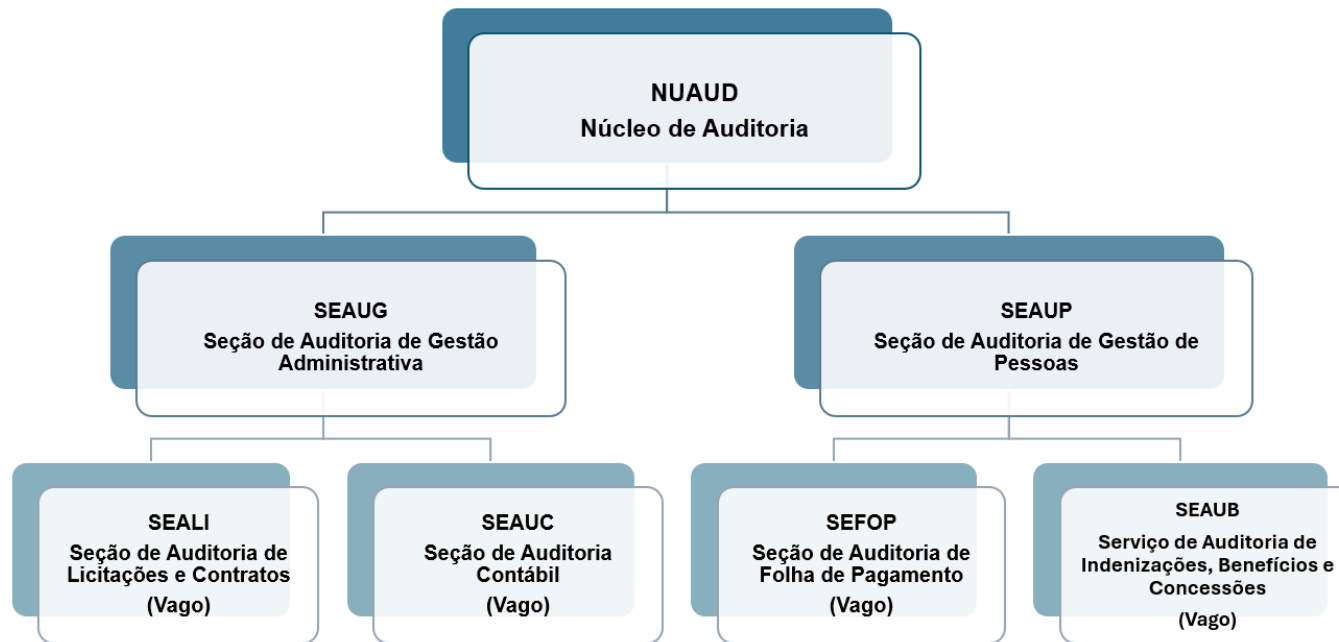 NUAUD
Núcleo de Auditoria
SEAUG
Seção de Auditoria de Gestão
Administrativa
SEAUP
Seção de Auditoria de Gestão de
Pessoas
SEALI
Seção de Auditoria de
Licitações e Contratos
(Vago)
SEAUC
Seção de Auditoria
Contábil
(Vago)
SEFOP
Seção de Auditoria de
Folha de Pagamento
(Vago)
SEAUB
Serviço de Auditoria de
Indenizações, Benefícios e
Concessões
(Vago)